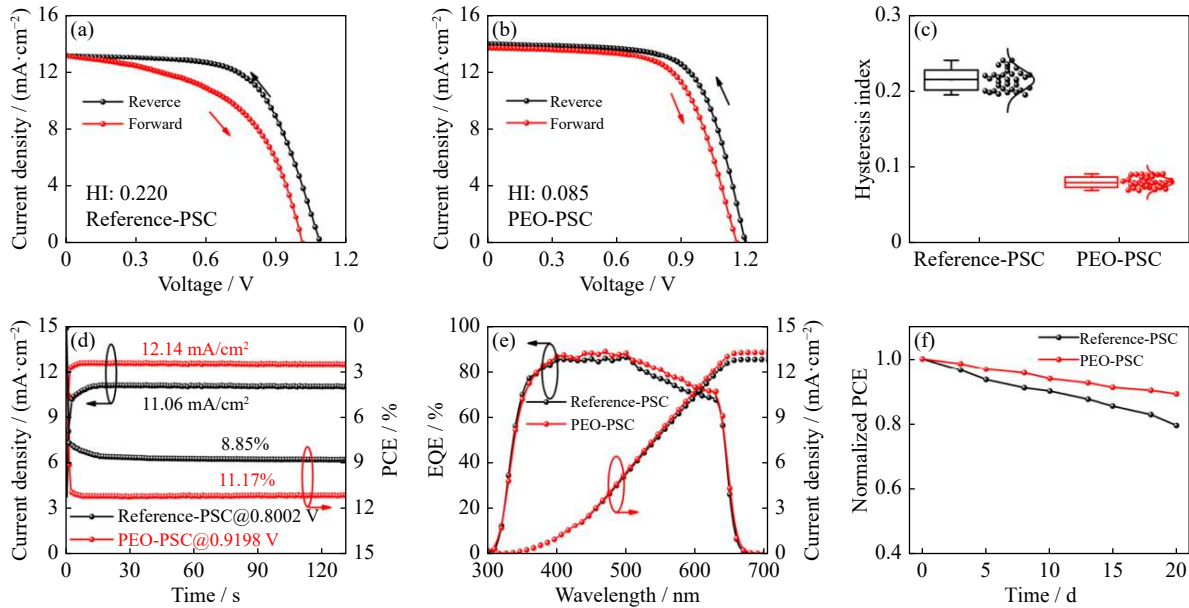 (a)
Current density / (mA·cm⁻²)
16
12
8
4
0
Reverce
Forward
HI: 0.220
Reference-PSC
0 0.3 0.6 0.9 1.2
Voltage / V
(b)
Current density / (mA·cm⁻²)
16
12
8
4
0
Reverce
Forward
HI: 0.085
PEO-PSC
0 0.3 0.6 0.9 1.2
Voltage / V
(c)
Hysteresis index
0.3
0.2
0.1
0
Reference-PSC PEO-PSC
(d)
Current density / (mA·cm⁻²)
15
12
9
6
3
0
12.14 mA/cm²
11.06 mA/cm²
8.85%
11.17%
Reference-PSC@0.8002 V
PEO-PSC@0.9198 V
0
3
6
9
12
15
PCE / %
0 30 60 90 120
Time / s
(e)
EQE / %
100
80
60
40
20
0
Reference-PSC
PEO-PSC
15
12
9
6
3
0
Current density / (mA·cm⁻²)
300 400 500 600 700
Wavelength / nm
(f)
Normalized PCE
1.0
0.8
0.6
0.4
Reference-PSC
PEO-PSC
0 5 10 15 20
Time / d